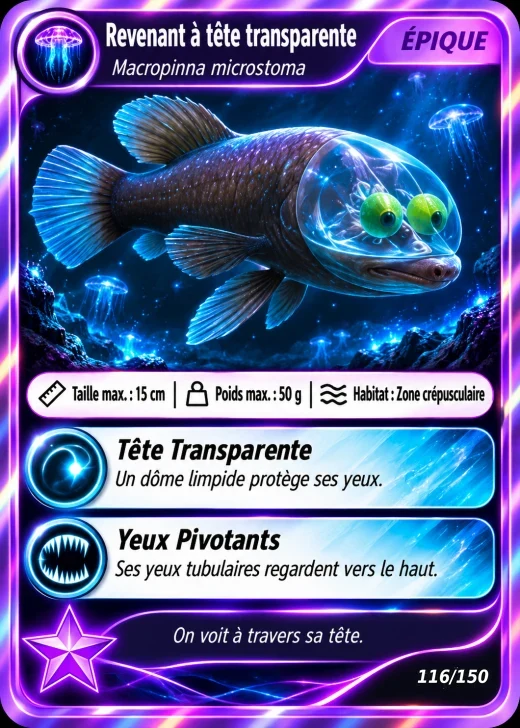 Revenant à tête transparente
ÉPIQUE
Macropinna microstoma
Taille max. : 15 cm | Poids max. : 50 g | Habitat : Zone crépusculaire
Tête Transparente
Un dôme limpide protège ses yeux.
Yeux Pivotants
Ses yeux tubulaires regardent vers le haut.
On voit à travers sa tête.
116/150